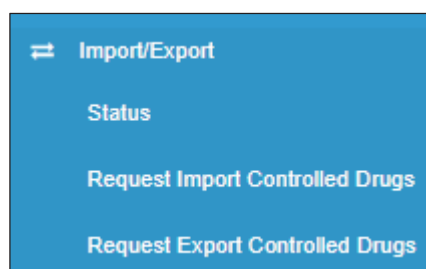 Import/Export
Status
Request Import Controlled Drugs
Request Export Controlled Drugs